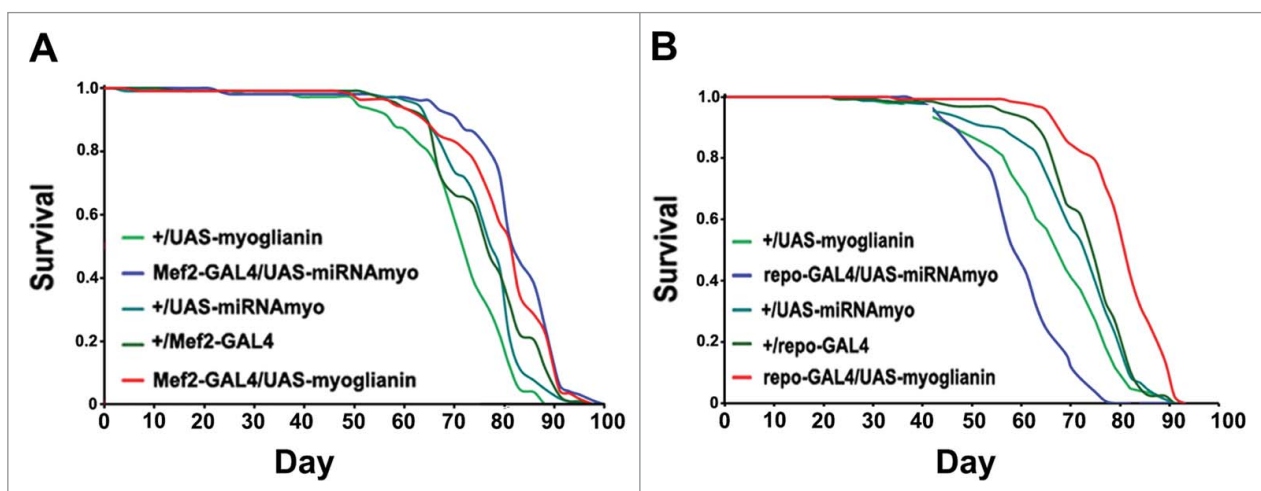 A
1.0
0.8
0.6
0.4
0.2
0
Survival
+/UAS-myoglianin
Mef2-GAL4/UAS-miRNAmyo
+/UAS-miRNAmyo
+/Mef2-GAL4
Mef2-GAL4/UAS-myoglianin
0 10 20 30 40 50 60 70 80 90 100
Day
B
1.0
0.8
0.6
0.4
0.2
0
Survival
+/UAS-myoglianin
repo-GAL4/UAS-miRNAmyo
+/UAS-miRNAmyo
+/repo-GAL4
repo-GAL4/UAS-myoglianin
0 10 20 30 40 50 60 70 80 90 100
Day